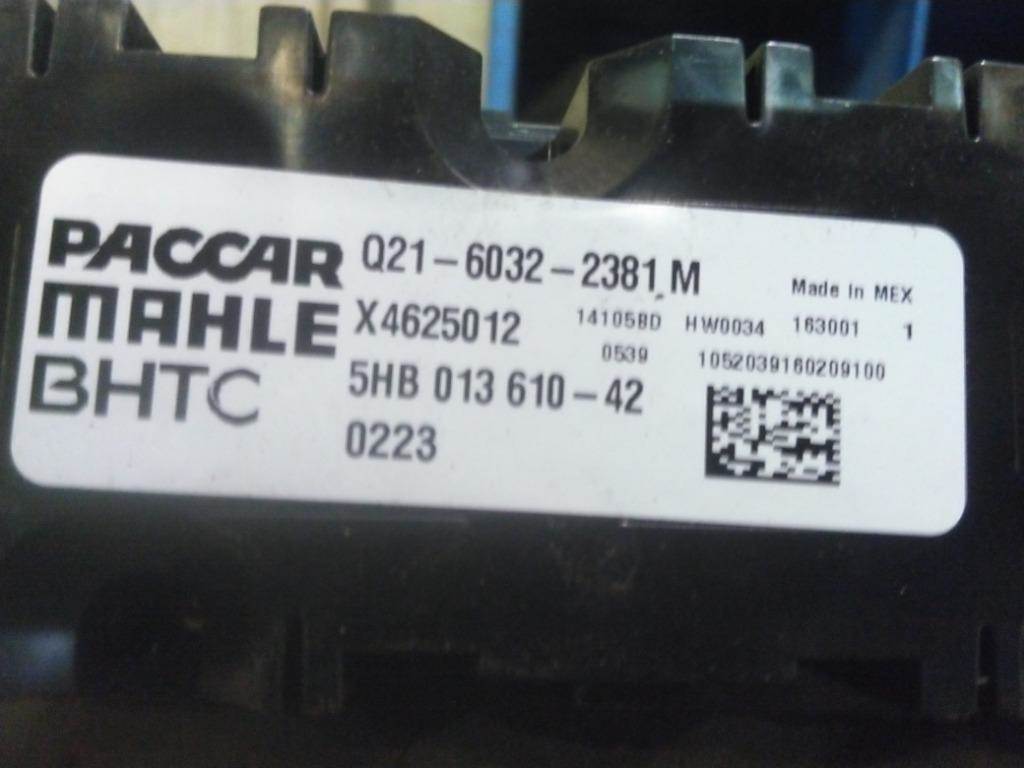 PACCAR Q21-6032-2381 M Made In MEX
MAHLE X4625012 14105BD HW0034 163001 1
0539 1052039160209100
BHTC 5HB 013 610-42
0223